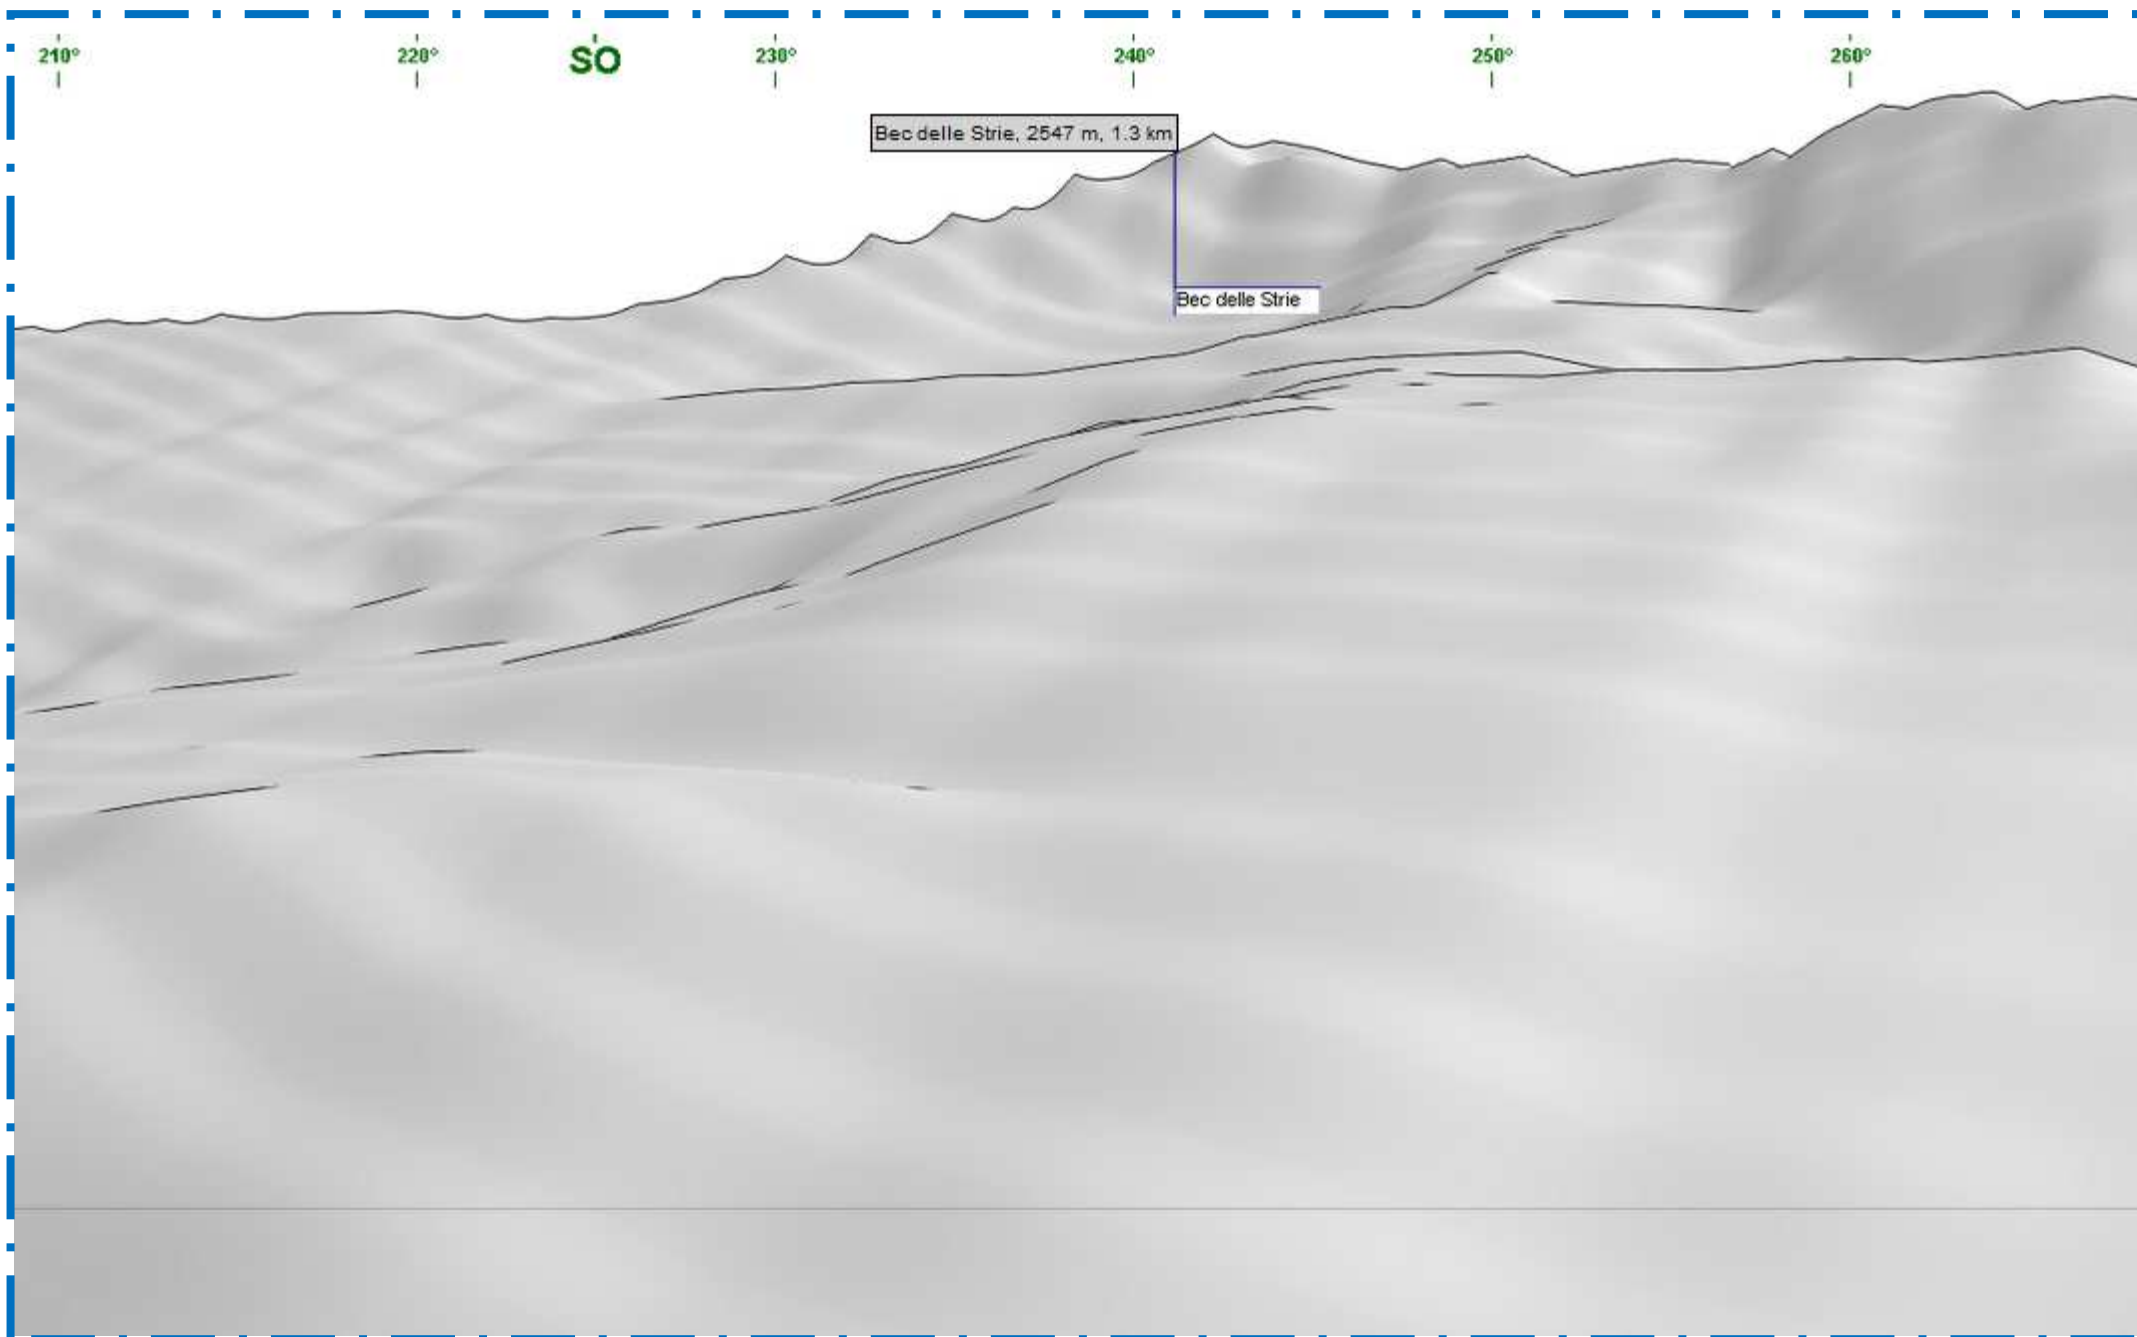 210° 220° SO 230° 240° 250° 260°
Bec delle Strie, 2547 m, 1.3 km
Bec delle Strie